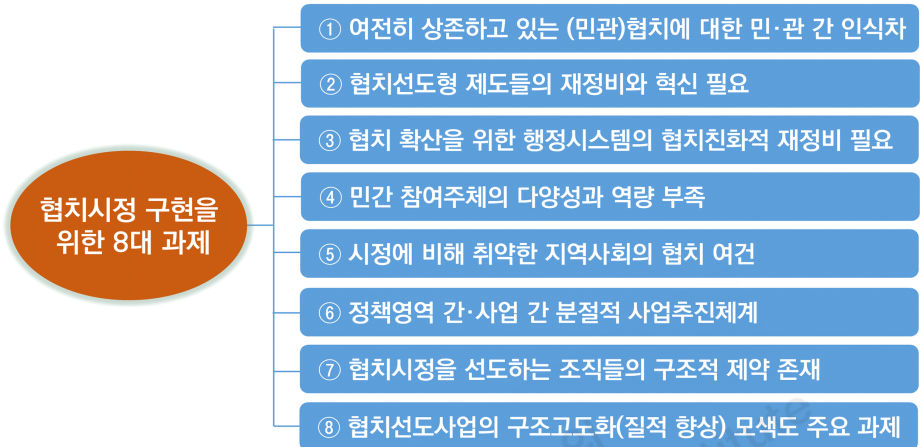 협치시정 구현을
위한 8대 과제
① 여전히 상존하고 있는 (민관)협치에 대한 민·관 간 인식차
② 협치선도형 제도들의 재정비와 혁신 필요
③ 협치 확산을 위한 행정시스템의 협치친화적 재정비 필요
④ 민간 참여주체의 다양성과 역량 부족
⑤ 시정에 비해 취약한 지역사회의 협치 여건
⑥ 정책영역 간·사업 간 분절적 사업추진체계
⑦ 협치시정을 선도하는 조직들의 구조적 제약 존재
⑧ 협치선도사업의 구조고도화(질적 향상) 모색도 주요 과제